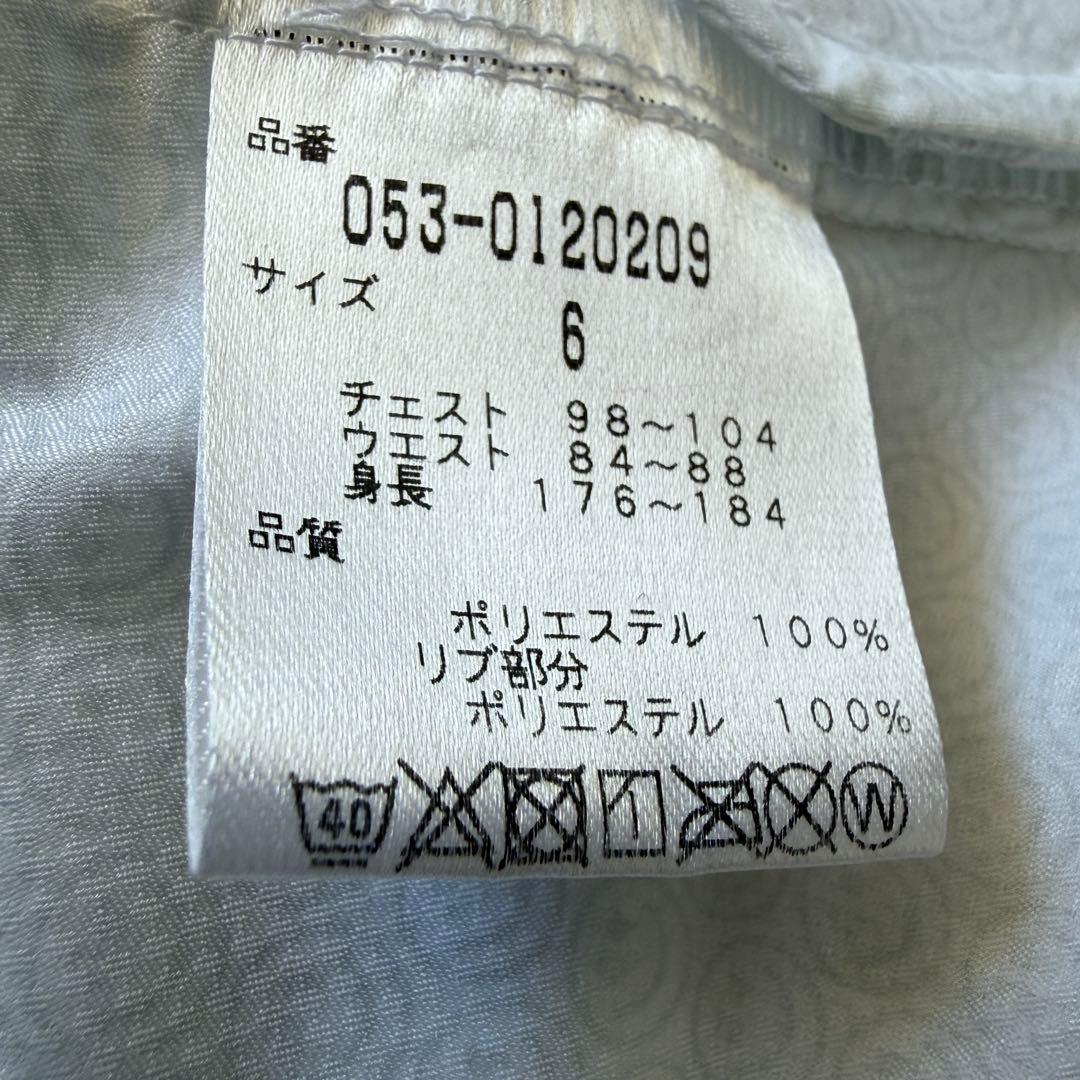 品番
053-0120209
サイズ
6
チェスト 98~104
ウエスト 84~88
身長 176~184
品質
ポリエステル 100%
リブ部分
ポリエステル 100%
40 1 W